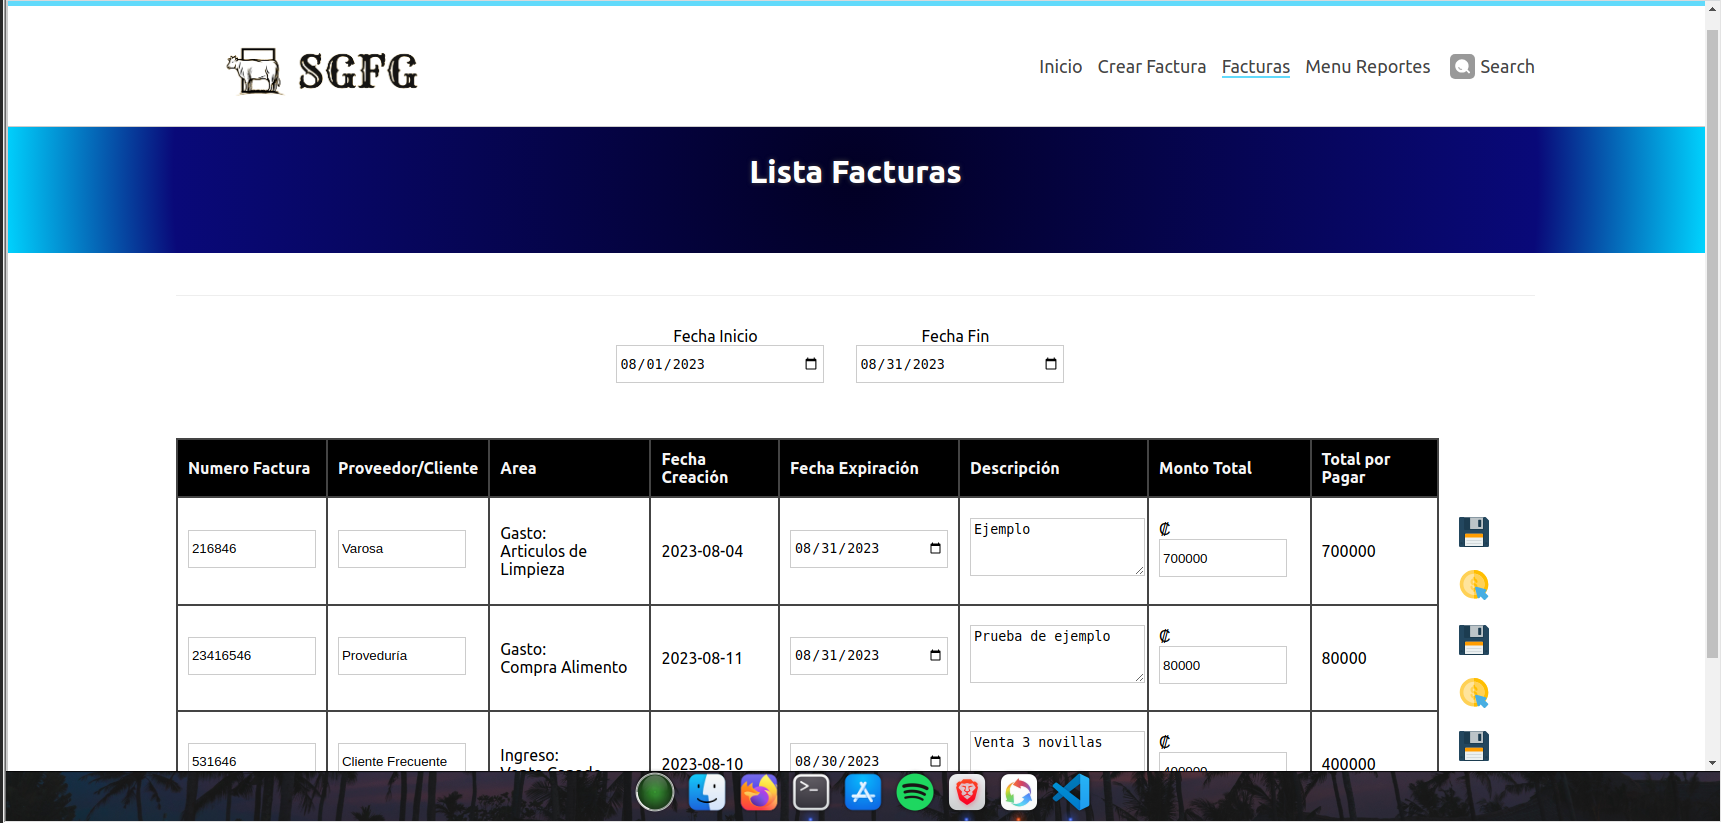 SGFG
Inicio Crear Factura Facturas Menu Reportes Search
Lista Facturas
Fecha Inicio Fecha Fin
08/01/2023 08/31/2023
Numero Factura Proveedor/Cliente Area Fecha Creación Fecha Expiración Descripción Monto Total Total por Pagar
216846 Varosa Gasto: Articulos de Limpieza 2023-08-04 08/31/2023 Ejemplo ₡ 700000 700000
23416546 Proveduría Gasto: Compra Alimento 2023-08-11 08/31/2023 Prueba de ejemplo ₡ 80000 80000
531646 Cliente Frecuente Ingreso: 2023-08-10 08/30/2023 Venta 3 novillas ₡ 400000 400000